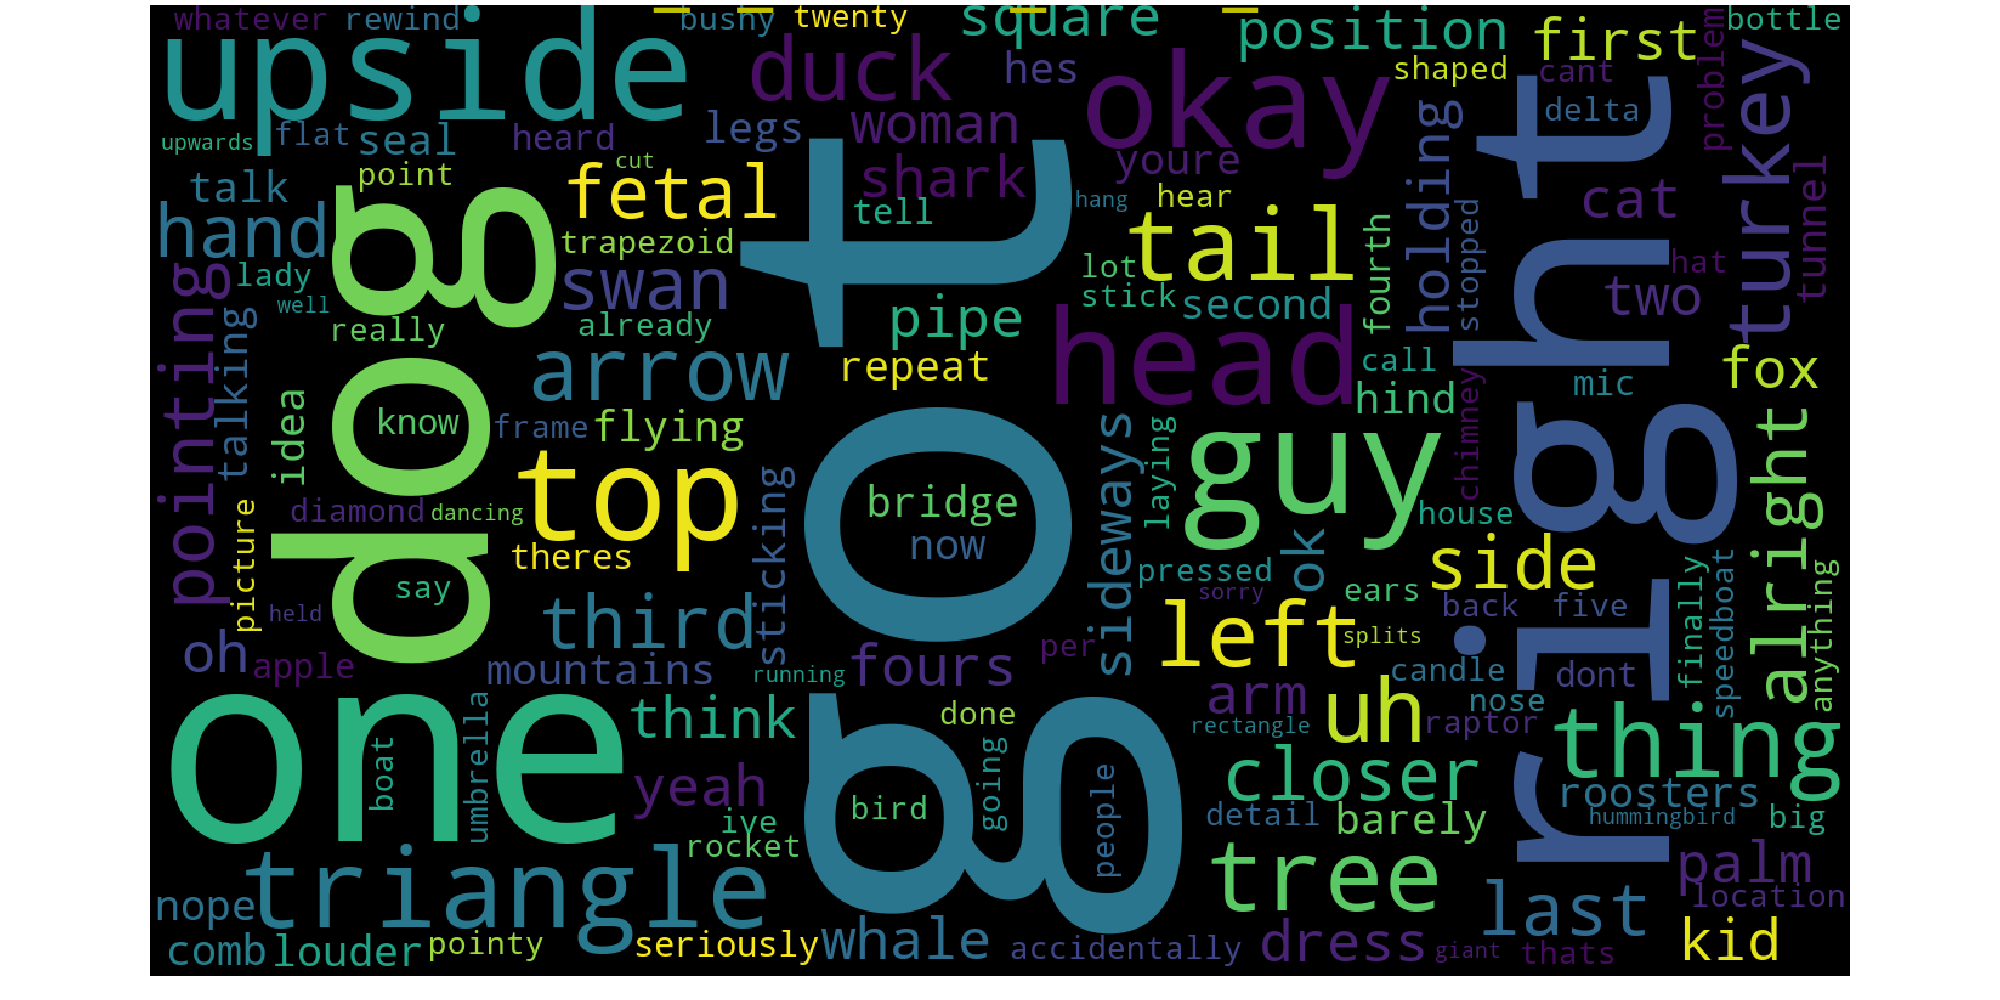 whatever rewind bushy twenty square position first bottle
upside duck hes okay shaped cant problem
upwards flat seal heard legs woman youre holding right delta turkey
talk point cut fetal shark hang hear cat tunnel
hand dog trapezoid tell tail fourth stopped hat
pointing lady well swan got lot stick second two
talking really already pipe head
arrow repeat call mic fox
idea know frame flying sideways laying hind chimney alright
diamond dancing top bridge guy house
picture theres sticking now ok side
say pressed ears speedboat anything
held third sorry back five finally
oh apple mountains running fours per left splits candle dont
one umbrella think done arm uh nose thing
boat yeah going people rectangle raptor
ive bird closer roosters
rocket detail barely hummingbird big
triangle tree palm
nope last location
comb louder pointy seriously whale accidentally dress giant thats kid